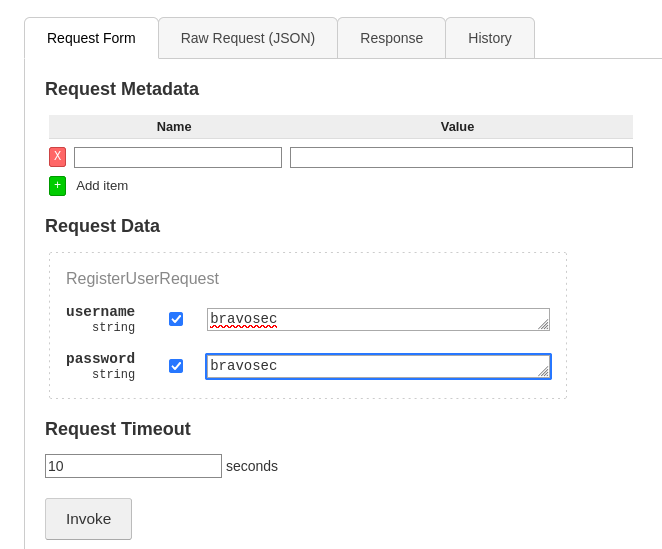 Request Form Raw Request (JSON) Response History
Request Metadata
Name Value
X
+ Add item
Request Data
RegisterUserRequest
username bravosec
string
password bravosec
string
Request Timeout
10 seconds
Invoke